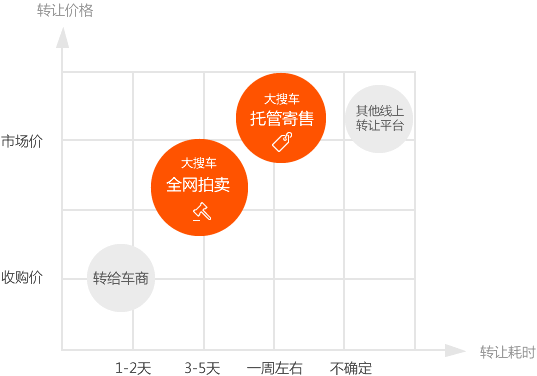 转让价格
大搜车
托管寄售
其他线上
转让平台
市场价
大搜车
全网拍卖
收购价
转给车商
转让耗时
1-2天
3-5天
一周左右
不确定